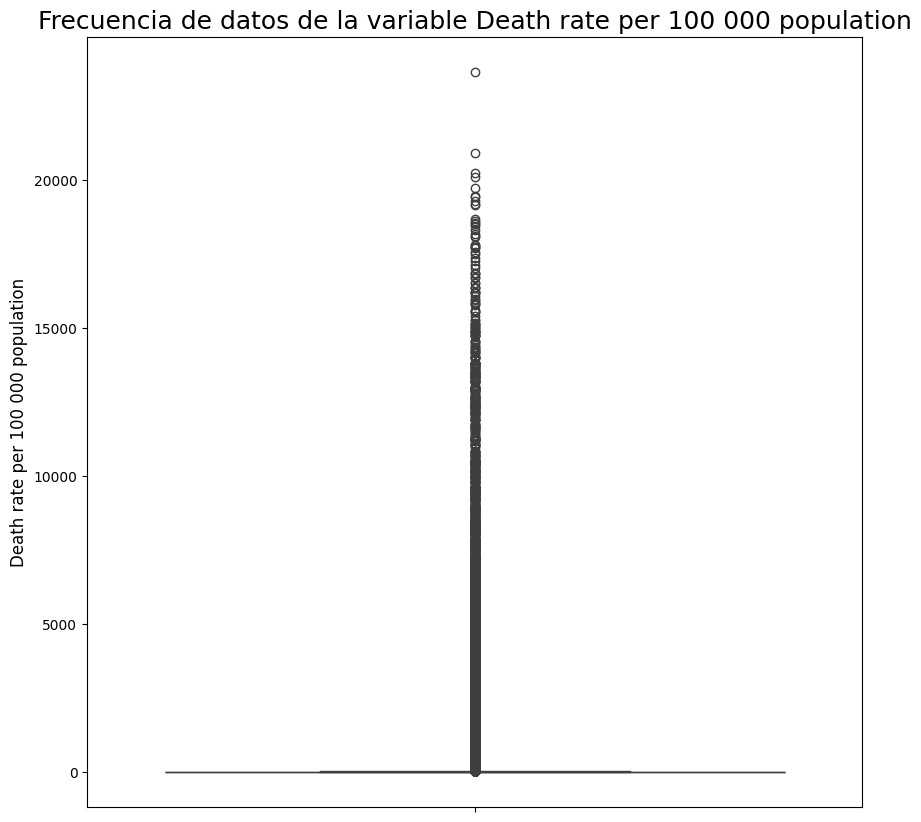 Frecuencia de datos de la variable Death rate per 100 000 population
20000
15000
10000
5000
0
Death rate per 100 000 population